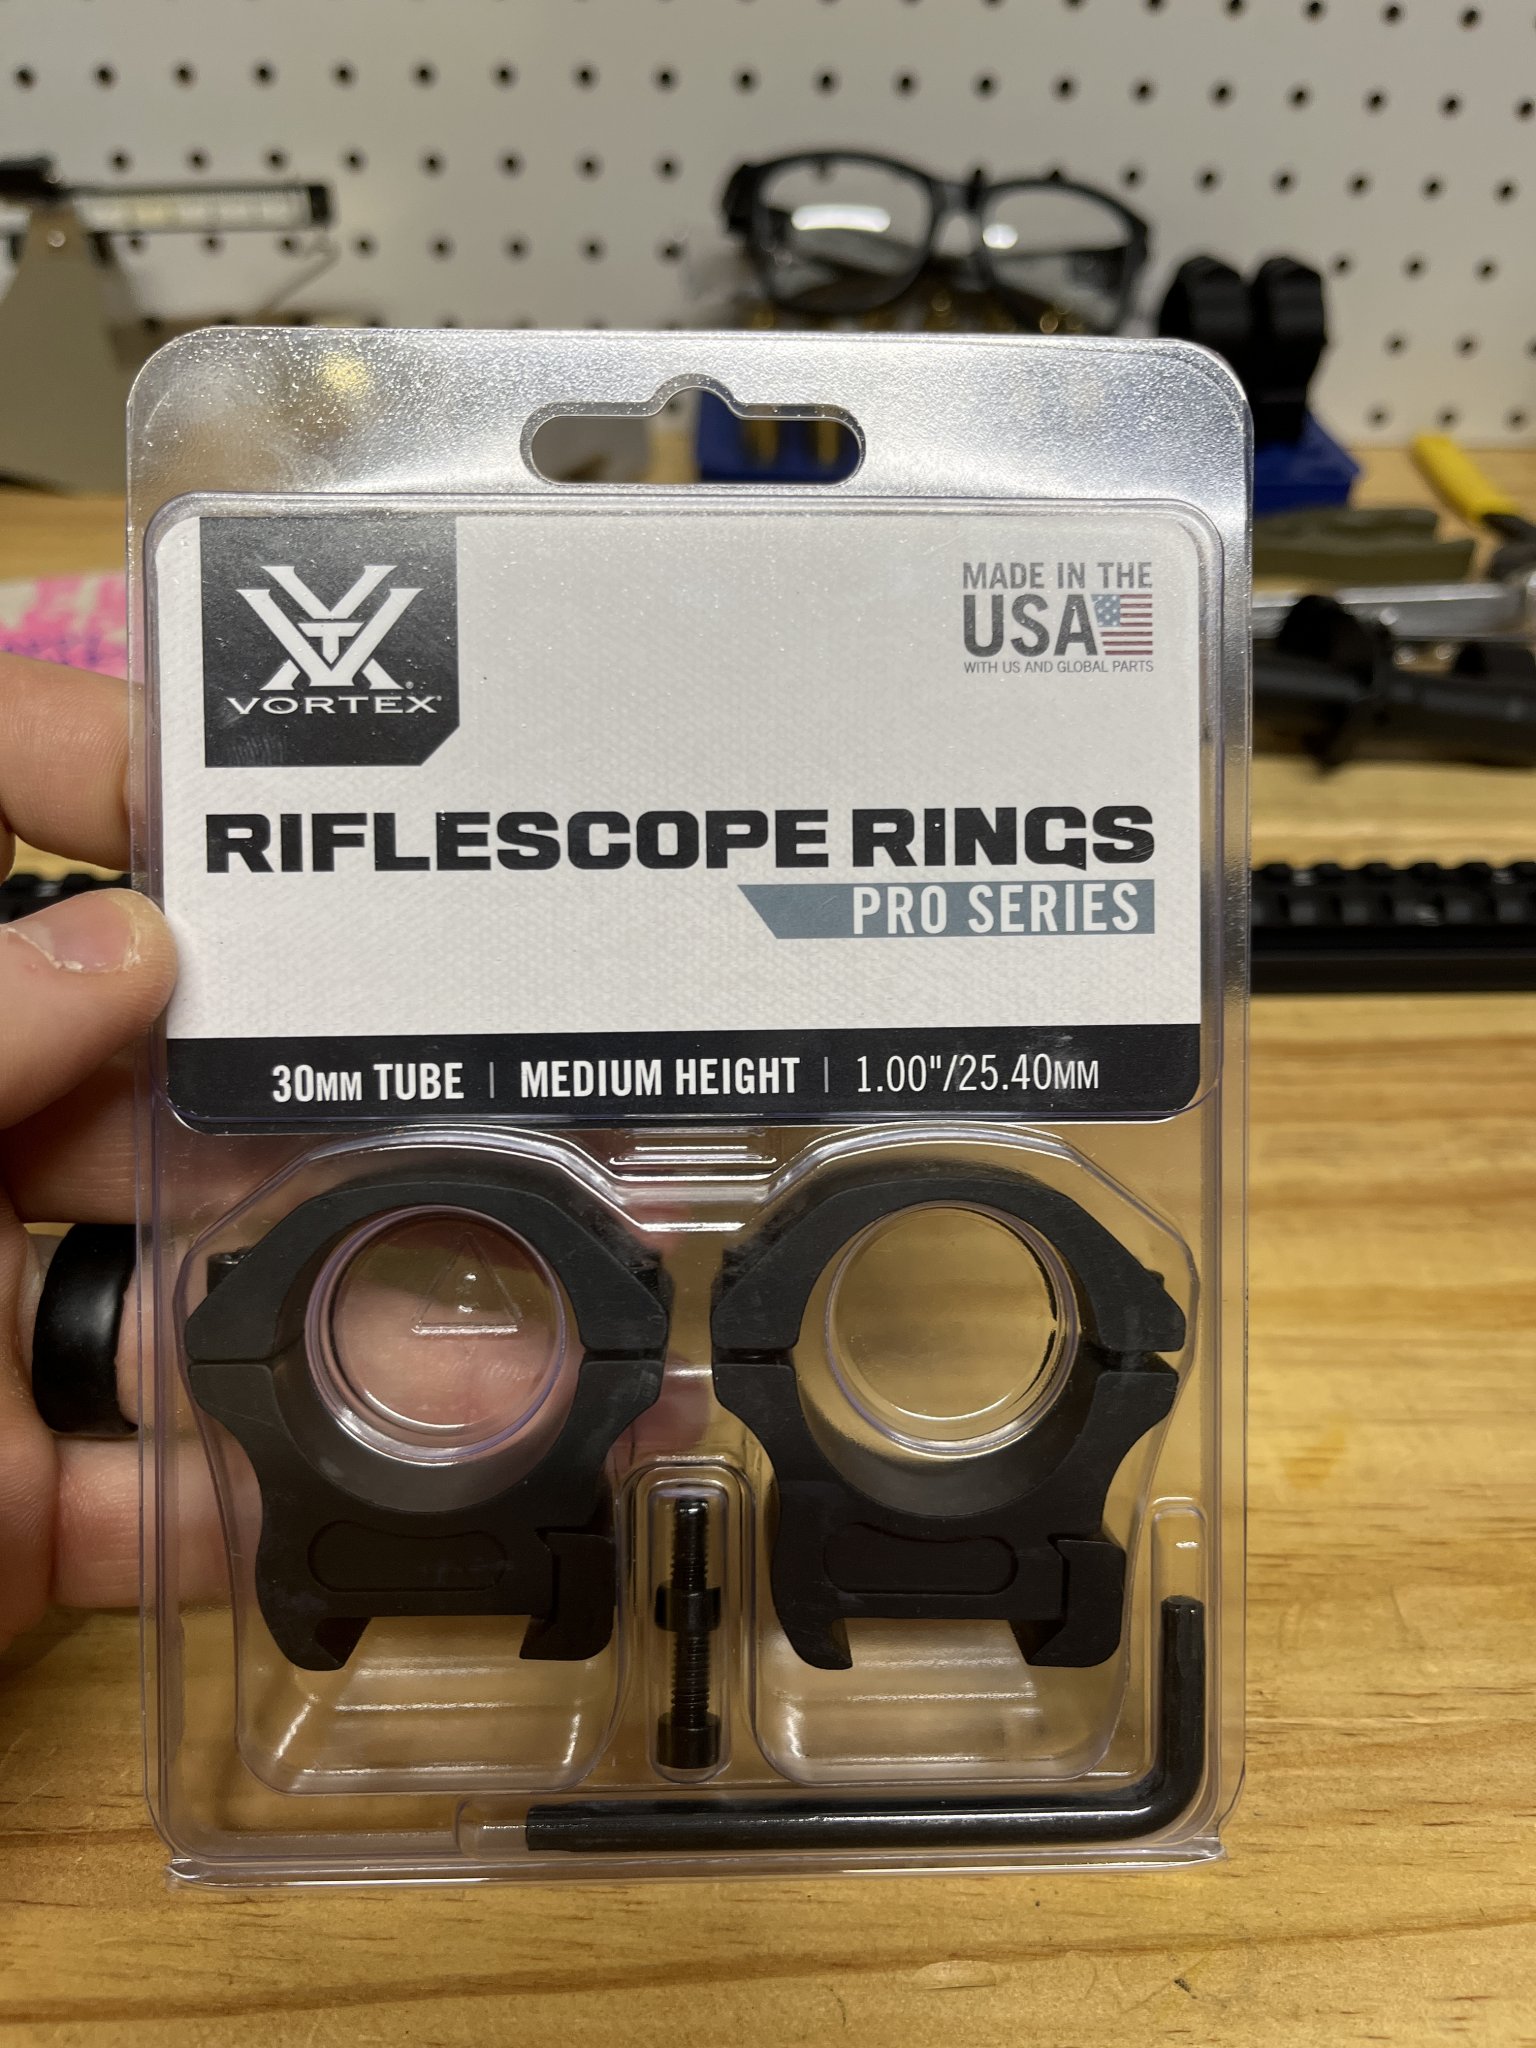 VORTEX®
MADE IN THE
USA
WITH US AND GLOBAL PARTS
RIFLESCOPE RINGS
PRO SERIES
30MM TUBE | MEDIUM HEIGHT | 1.00"/25.40MM